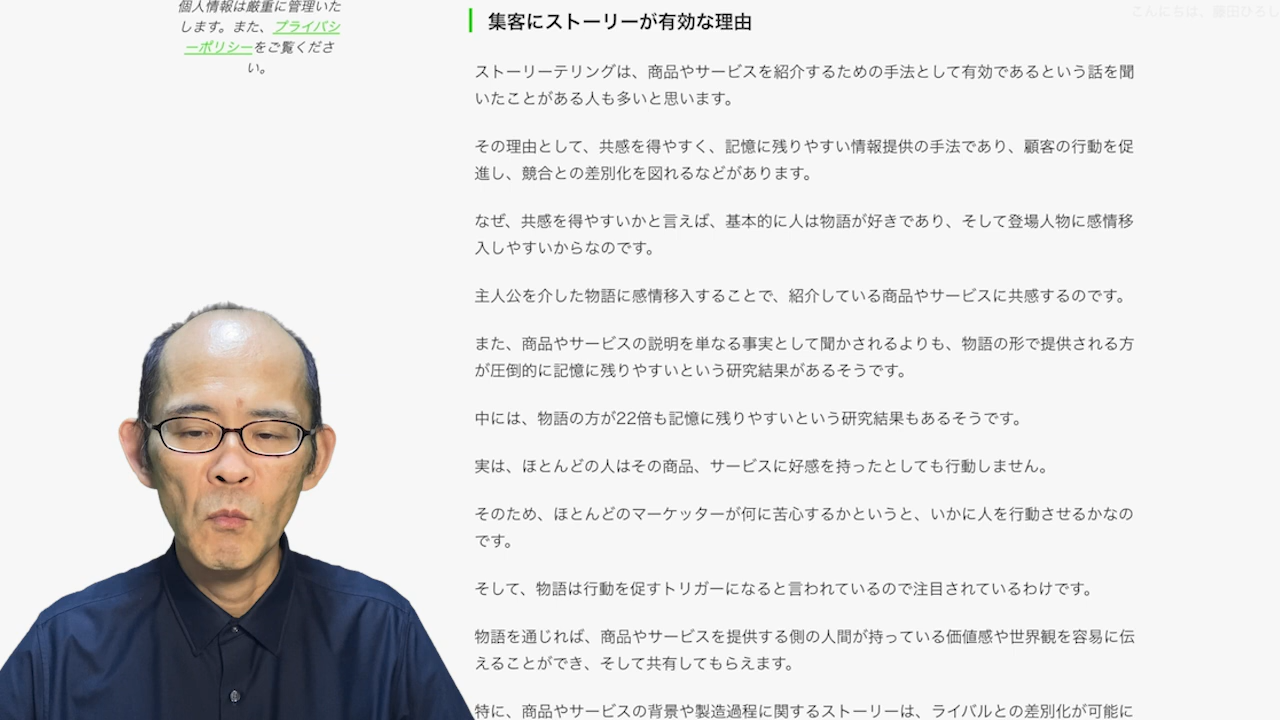 個人情報は厳重に管理いた
します。また、プライバシ
ーポリシーをご覧くださ
い。
こんにちは、藤田ひろし
集客にストーリーが有効な理由
ストーリーテリングは、商品やサービスを紹介するための手法として有効であるという話を聞
いたことがある人も多いと思います。
その理由として、共感を得やすく、記憶に残りやすい情報提供の手法であり、顧客の行動を促
進し、競合との差別化を図れるなどがあります。
なぜ、共感を得やすいかと言えば、基本的に人は物語が好きであり、そして登場人物に感情移
入しやすいからなのです。
主人公を介した物語に感情移入することで、紹介している商品やサービスに共感するのです。
また、商品やサービスの説明を単なる事実として聞かされるよりも、物語の形で提供される方
が圧倒的に記憶に残りやすいという研究結果があるそうです。
中には、物語の方が22倍も記憶に残りやすいという研究結果もあるそうです。
実は、ほとんどの人はその商品、サービスに好感を持ったとしても行動しません。
そのため、ほとんどのマーケッターが何に苦心するかというと、いかに人を行動させるかなの
です。
そして、物語は行動を促すトリガーになると言われているので注目されているわけです。
物語を通じれば、商品やサービスを提供する側の人間が持っている価値感や世界観を容易に伝
えることができ、そして共有してもらえます。
特に、商品やサービスの背景や製造過程に関するストーリーは、ライバルとの差別化が可能に